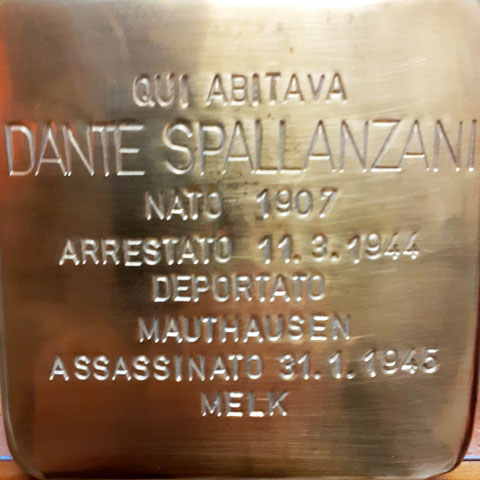 QUI ABITAVA
DANTE SPALLANZANI
NATO 1907
ARRESTATO 11.3.1944
DEPORTATO
MAUTHAUSEN
ASSASSINATO 31.1.1945
MELK